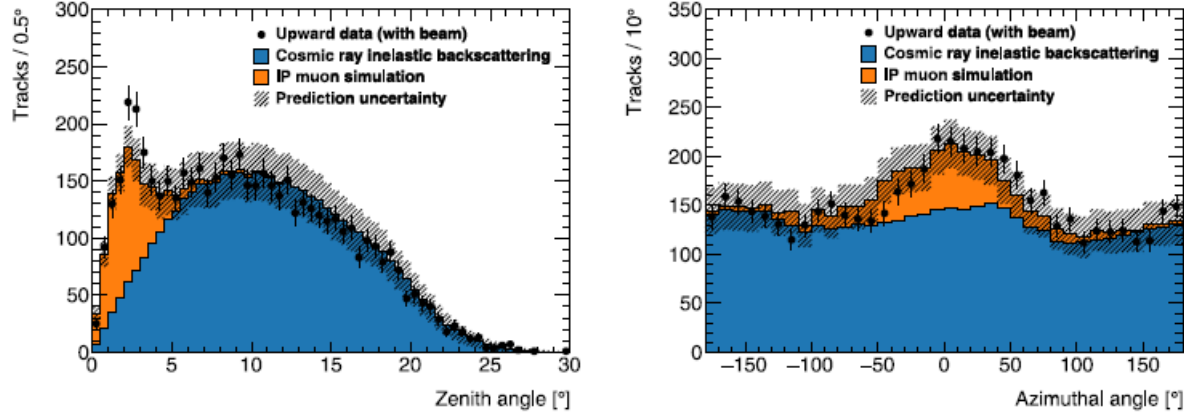 Tracks / 0.5°
300
250
200
150
100
50
0
Upward data (with beam)
Cosmic ray inelastic backscattering
IP muon simulation
Prediction uncertainty
0 5 10 15 20 25 30
Zenith angle [°]
Tracks / 10°
350
300
250
200
150
100
50
0
Upward data (with beam)
Cosmic ray inelastic backscattering
IP muon simulation
Prediction uncertainty
−150 −100 −50 0 50 100 150
Azimuthal angle [°]